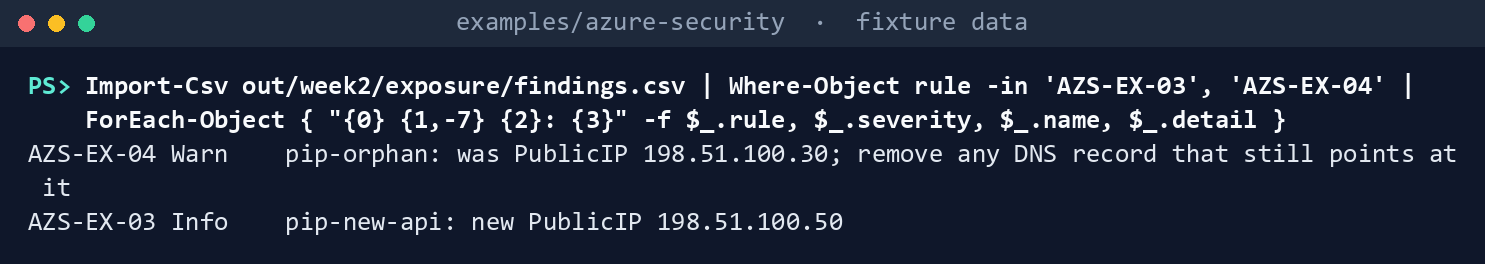 examples/azure-security · fixture data
PS> Import-Csv out/week2/exposure/findings.csv | Where-Object rule -in 'AZS-EX-03', 'AZS-EX-04' |
ForEach-Object { "{0} {1,-7} {2}: {3}" -f $_.rule, $_.severity, $_.name, $_.detail }
AZS-EX-04 Warn    pip-orphan: was PublicIP 198.51.100.30; remove any DNS record that still points at
it
AZS-EX-03 Info    pip-new-api: new PublicIP 198.51.100.50